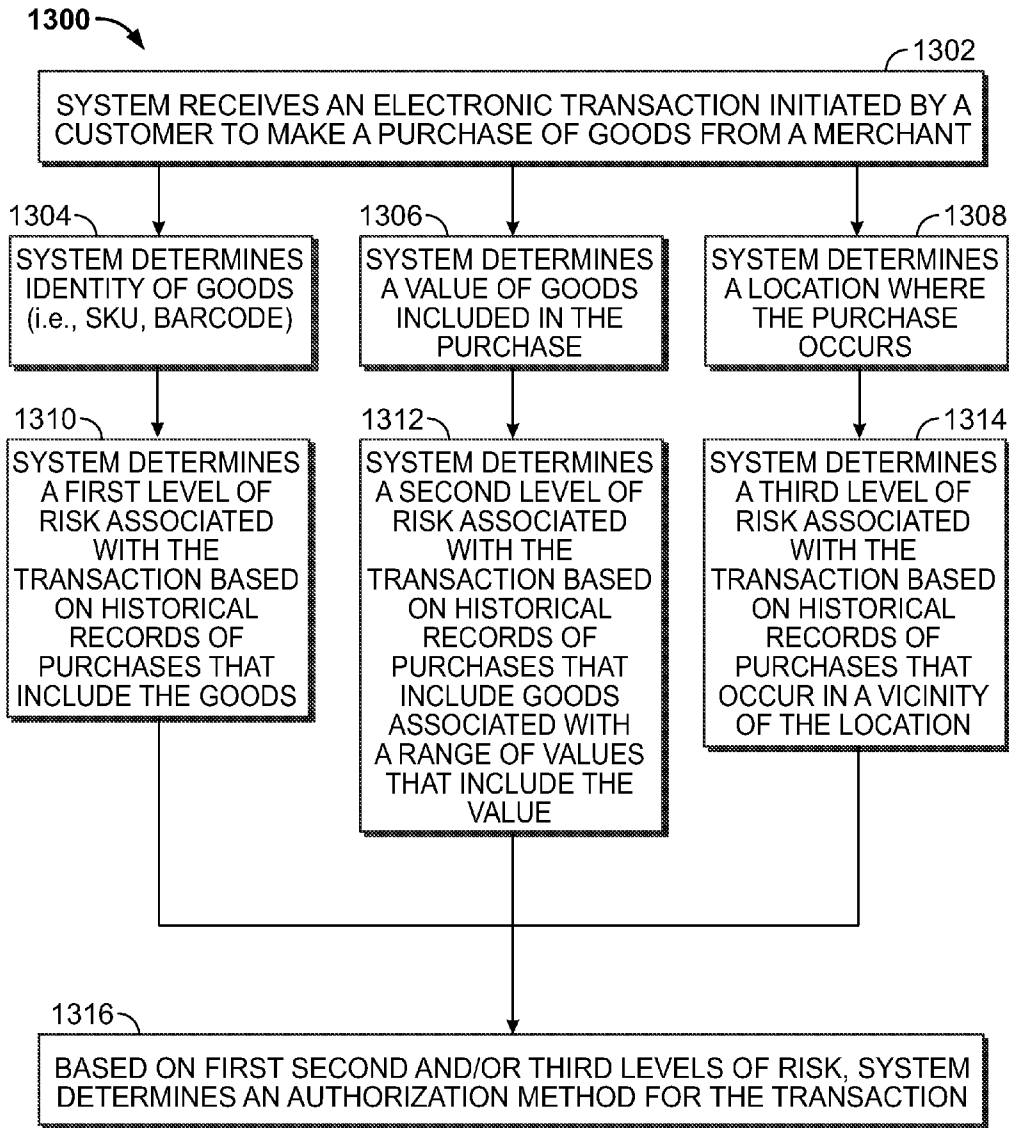 1300
1302
SYSTEM RECEIVES AN ELECTRONIC TRANSACTION INITIATED BY A
CUSTOMER TO MAKE A PURCHASE OF GOODS FROM A MERCHANT
1304
SYSTEM DETERMINES
IDENTITY OF GOODS
(i.e., SKU, BARCODE)
1306
SYSTEM DETERMINES
A VALUE OF GOODS
INCLUDED IN THE
PURCHASE
1308
SYSTEM DETERMINES
A LOCATION WHERE
THE PURCHASE
OCCURS
1310
SYSTEM DETERMINES
A FIRST LEVEL OF
RISK ASSOCIATED
WITH THE
TRANSACTION BASED
ON HISTORICAL
RECORDS OF
PURCHASES THAT
INCLUDE THE GOODS
1312
SYSTEM DETERMINES
A SECOND LEVEL OF
RISK ASSOCIATED
WITH THE
TRANSACTION BASED
ON HISTORICAL
RECORDS OF
PURCHASES THAT
INCLUDE GOODS
ASSOCIATED WITH
A RANGE OF VALUES
THAT INCLUDE THE
VALUE
1314
SYSTEM DETERMINES
A THIRD LEVEL OF
RISK ASSOCIATED
WITH THE
TRANSACTION BASED
ON HISTORICAL
RECORDS OF
PURCHASES THAT
OCCUR IN A VICINITY
OF THE LOCATION
1316
BASED ON FIRST SECOND AND/OR THIRD LEVELS OF RISK, SYSTEM
DETERMINES AN AUTHORIZATION METHOD FOR THE TRANSACTION